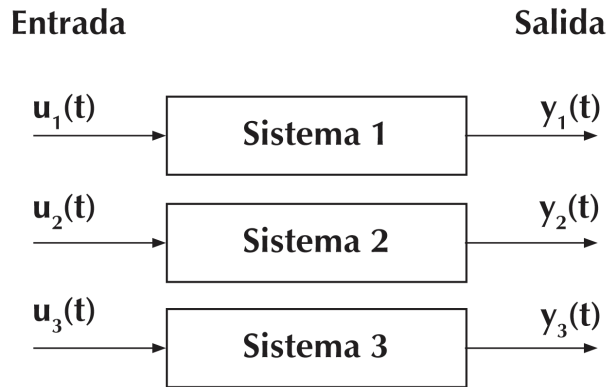 Entrada Salida
u₁(t) Sistema 1 y₁(t)
u₂(t) Sistema 2 y₂(t)
u₃(t) Sistema 3 y₃(t)